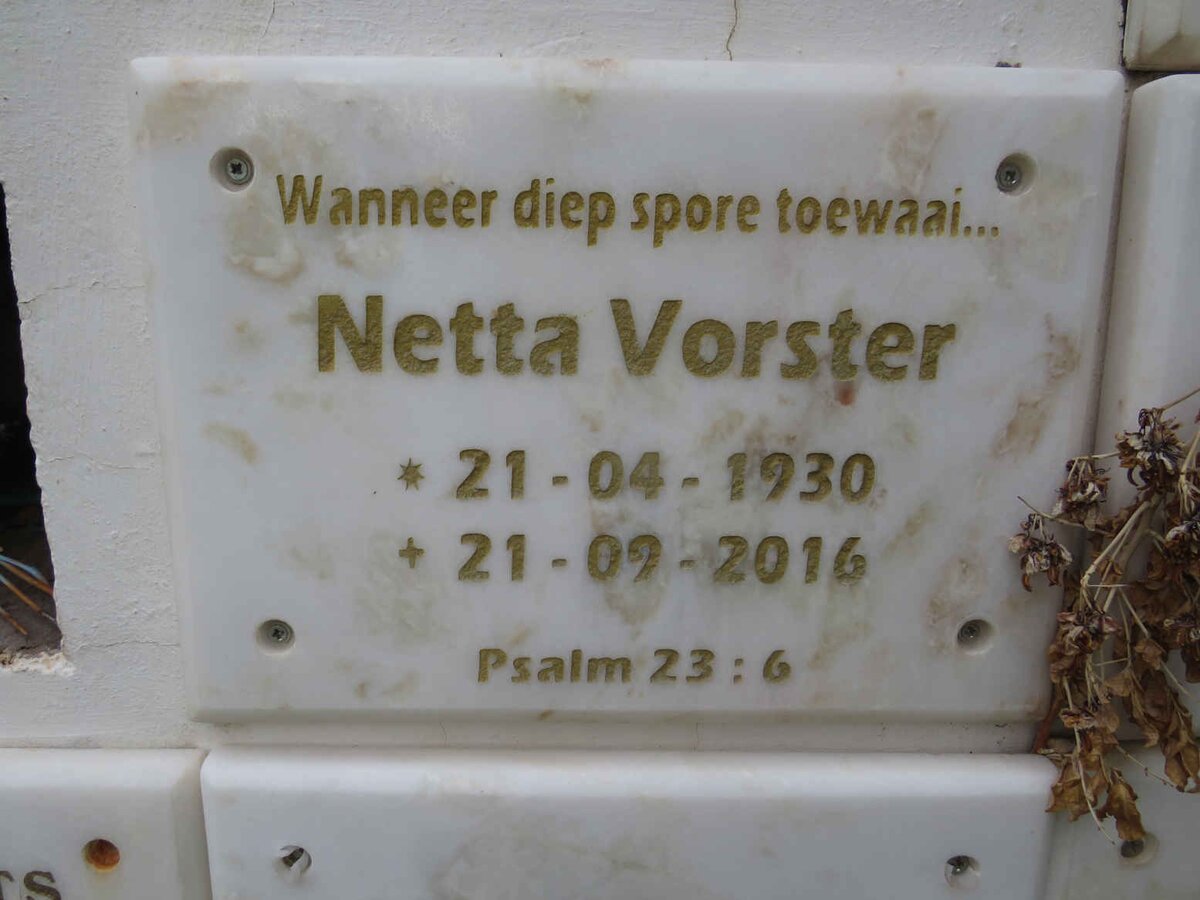 Wanneer diep spore toewaai...
Netta Vorster
* 21 - 04 - 1930
+ 21 - 09 - 2016
Psalm 23 : 6